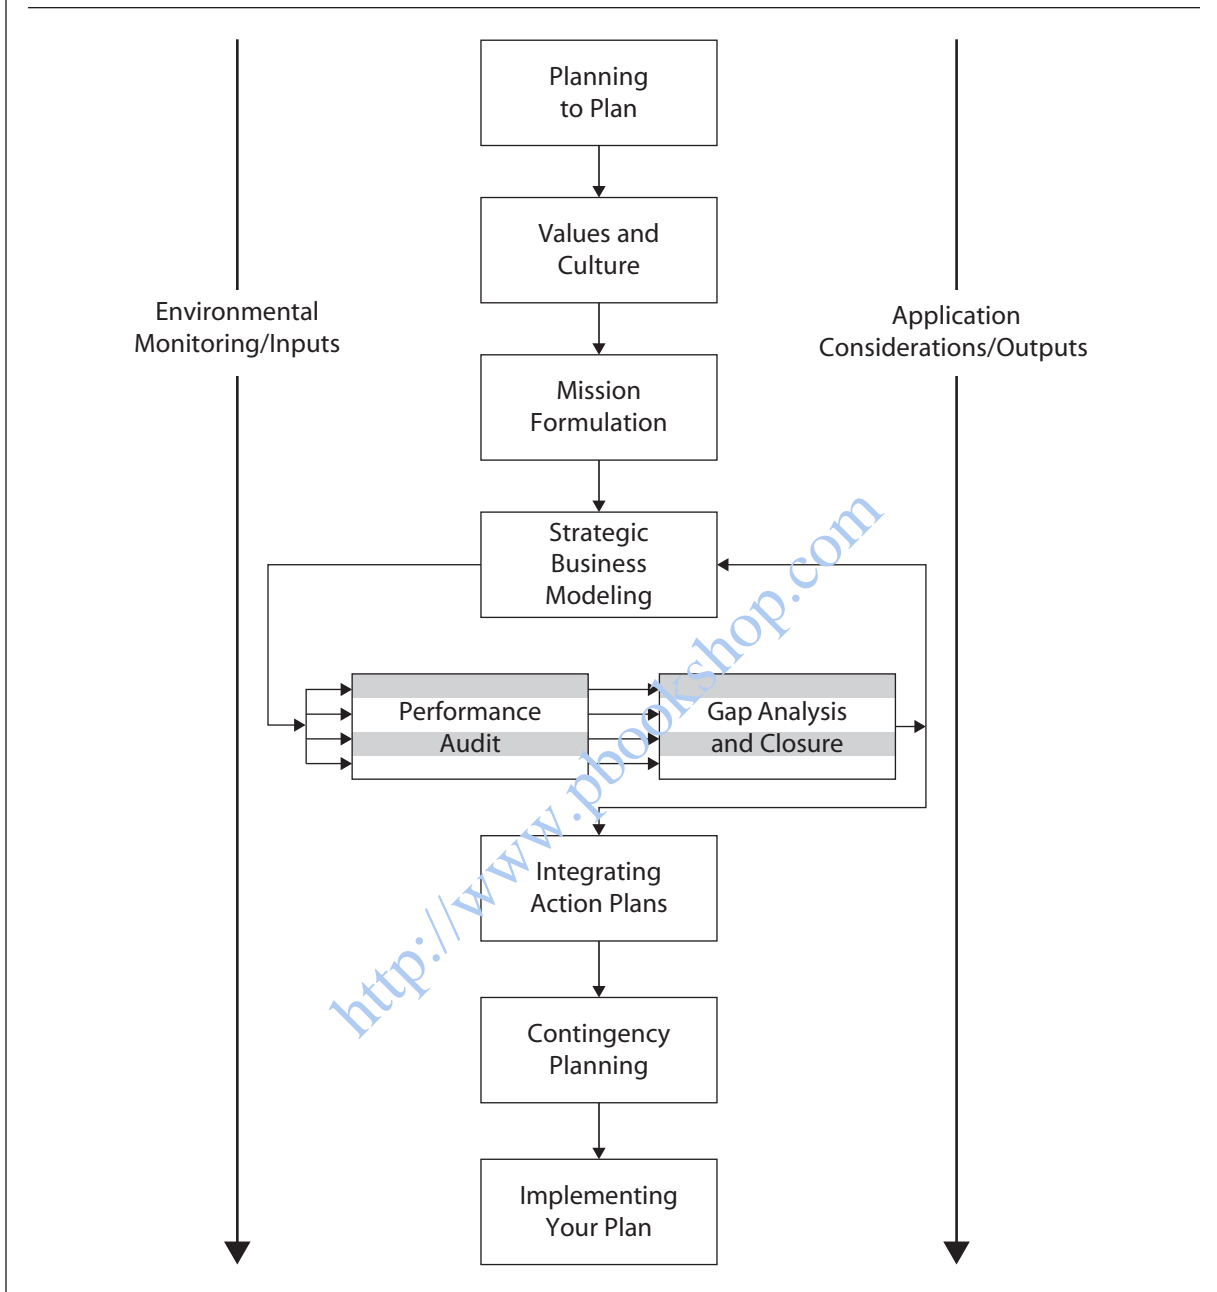 Planning
to Plan
Values and
Culture
Environmental
Monitoring/Inputs
Application
Considerations/Outputs
Mission
Formulation
Strategic
Business
Modeling
Performance
Audit
Gap Analysis
and Closure
Integrating
Action Plans
Contingency
Planning
Implementing
Your Plan
http://www.pbookshop.com